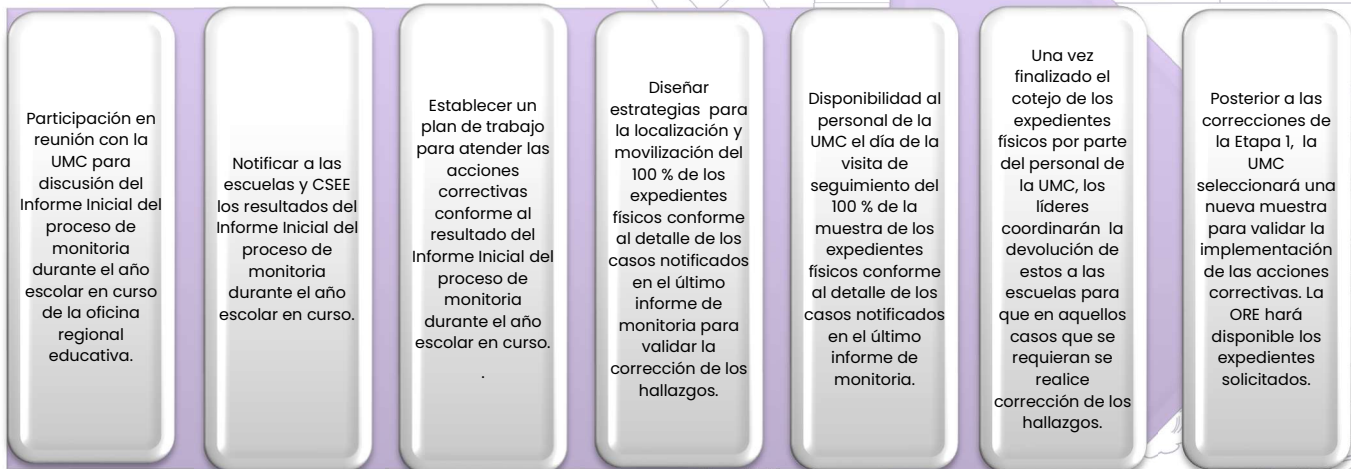 Participación en
reunión con la
UMC para
discusión del
Informe Inicial del
proceso de
monitoria
durante el año
escolar en curso
de la oficina
regional
educativa.
Notificar a las
escuelas y CSEE
los resultados del
Informe Inicial del
proceso de
monitoria
durante el año
escolar en curso.
Establecer un
plan de trabajo
para atender las
acciones
correctivas
conforme al
resultado del
Informe Inicial del
proceso de
monitoria
durante el año
escolar en curso.
.
Diseñar
estrategias para
la localización y
movilización del
100 % de los
expedientes
físicos conforme
al detalle de los
casos notificados
en el último
informe de
monitoria para
validar la
corrección de los
hallazgos.
Disponibilidad al
personal de la
UMC el día de la
visita de
seguimiento del
100 % de la
muestra de los
expedientes
físicos conforme
al detalle de los
casos notificados
en el último
informe de
monitoria.
Una vez
finalizado el
cotejo de los
expedientes
físicos por parte
del personal de
la UMC, los
líderes
coordinarán la
devolución de
estos a las
escuelas para
que en aquellos
casos que se
requieran se
realice
corrección de los
hallazgos.
Posterior a las
correcciones de
la Etapa 1, la
UMC
seleccionará una
nueva muestra
para validar la
implementación
de las acciones
correctivas. La
ORE hará
disponible los
expedientes
solicitados.